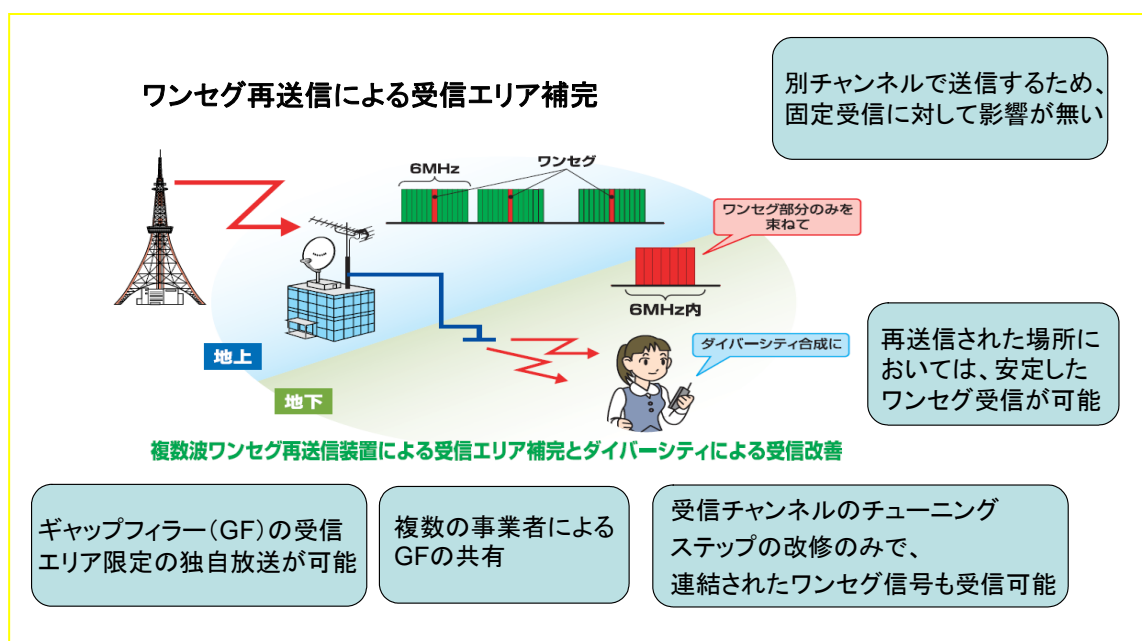 ワンセグ再送信による受信エリア補完
別チャンネルで送信するため、
固定受信に対して影響が無い
6MHz
ワンセグ
ワンセグ部分のみを
束ねて
6MHz内
地上
地下
ダイバーシティ合成に
再送信された場所に
おいては、安定した
ワンセグ受信が可能
複数波ワンセグ再送信装置による受信エリア補完とダイバーシティによる受信改善
ギャップフィラー(GF)の受信
エリア限定の独自放送が可能
複数の事業者による
GFの共有
受信チャンネルのチューニング
ステップの改修のみで、
連結されたワンセグ信号も受信可能